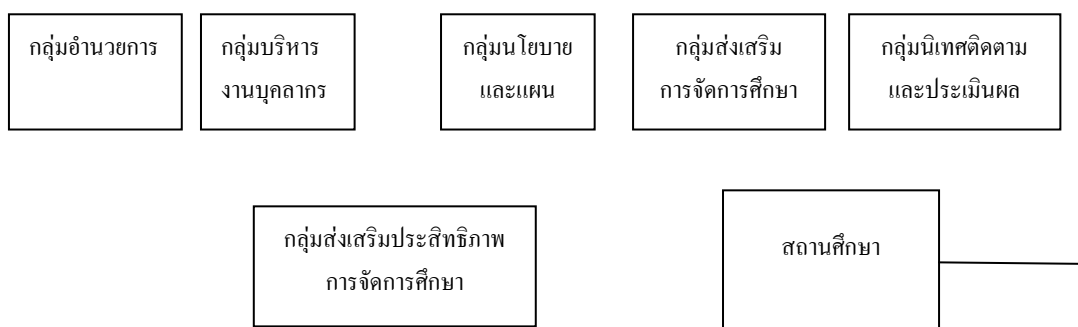 กลุ่มอำนวยการ
กลุ่มบริหาร
งานบุคลากร
กลุ่มนโยบาย
และแผน
กลุ่มส่งเสริม
การจัดการศึกษา
กลุ่มนิเทศติดตาม
และประเมินผล
กลุ่มส่งเสริมประสิทธิภาพ
การจัดการศึกษา
สถานศึกษา